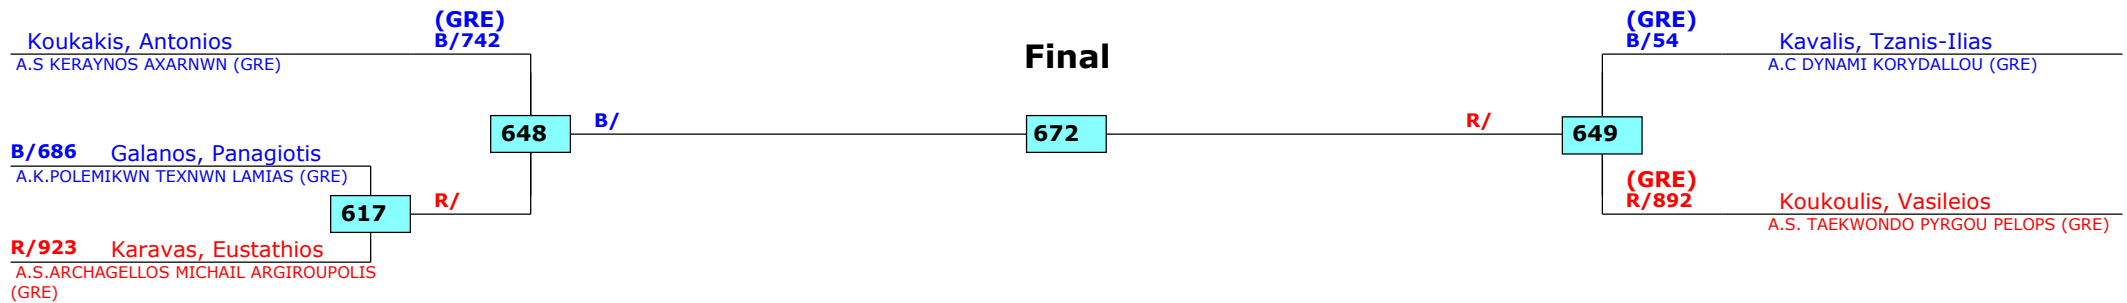 (GRE)
B/742
Koukakis, Antonios
A.S KERAYNOS AXARNWN (GRE)
648
B/
B/686 Galanos, Panagiotis
A.K.POLEMIKWN TEXNWN LAMIAS (GRE)
617
R/
R/923 Karavas, Eustathios
A.S.ARCHAGELLOS MICHAIL ARGIROUPOLIS
(GRE)
Final
672
(GRE)
B/54
Kavalis, Tzanis-Ilias
A.C DYNAMI KORYDALLOU (GRE)
R/
649
(GRE)
R/892
Koukoulis, Vasileios
A.S. TAEKWONDO PYRGOU PELOPS (GRE)